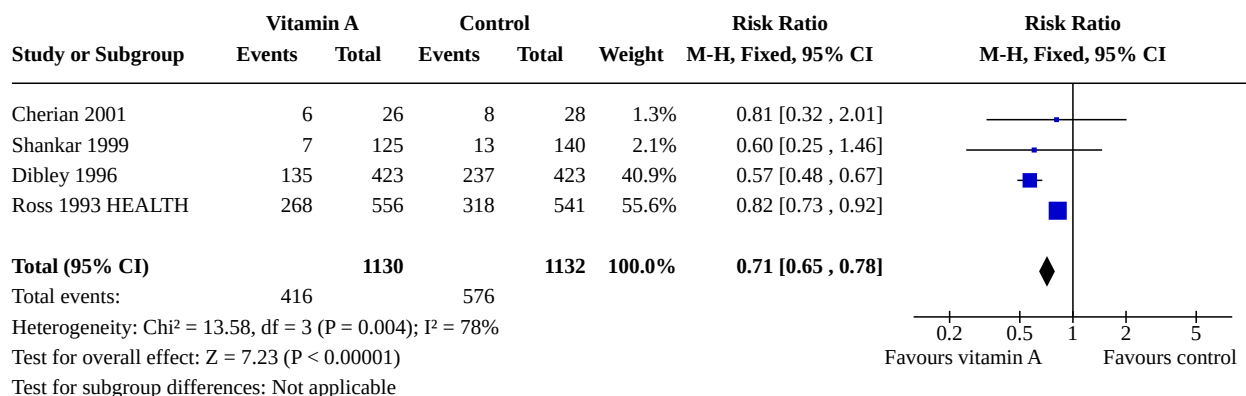 Vitamin A Control Risk Ratio Risk Ratio
Study or Subgroup Events Total Events Total Weight M-H, Fixed, 95% CI M-H, Fixed, 95% CI
Cherian 2001 6 26 8 28 1.3% 0.81 [0.32 , 2.01]
Shankar 1999 7 125 13 140 2.1% 0.60 [0.25 , 1.46]
Dibley 1996 135 423 237 423 40.9% 0.57 [0.48 , 0.67]
Ross 1993 HEALTH 268 556 318 541 55.6% 0.82 [0.73 , 0.92]
Total (95% CI) 1130 1132 100.0% 0.71 [0.65 , 0.78]
Total events: 416 576
Heterogeneity: Chi² = 13.58, df = 3 (P = 0.004); I² = 78%
0.2 0.5 1 2 5
Test for overall effect: Z = 7.23 (P < 0.00001)
Favours vitamin A Favours control
Test for subgroup differences: Not applicable